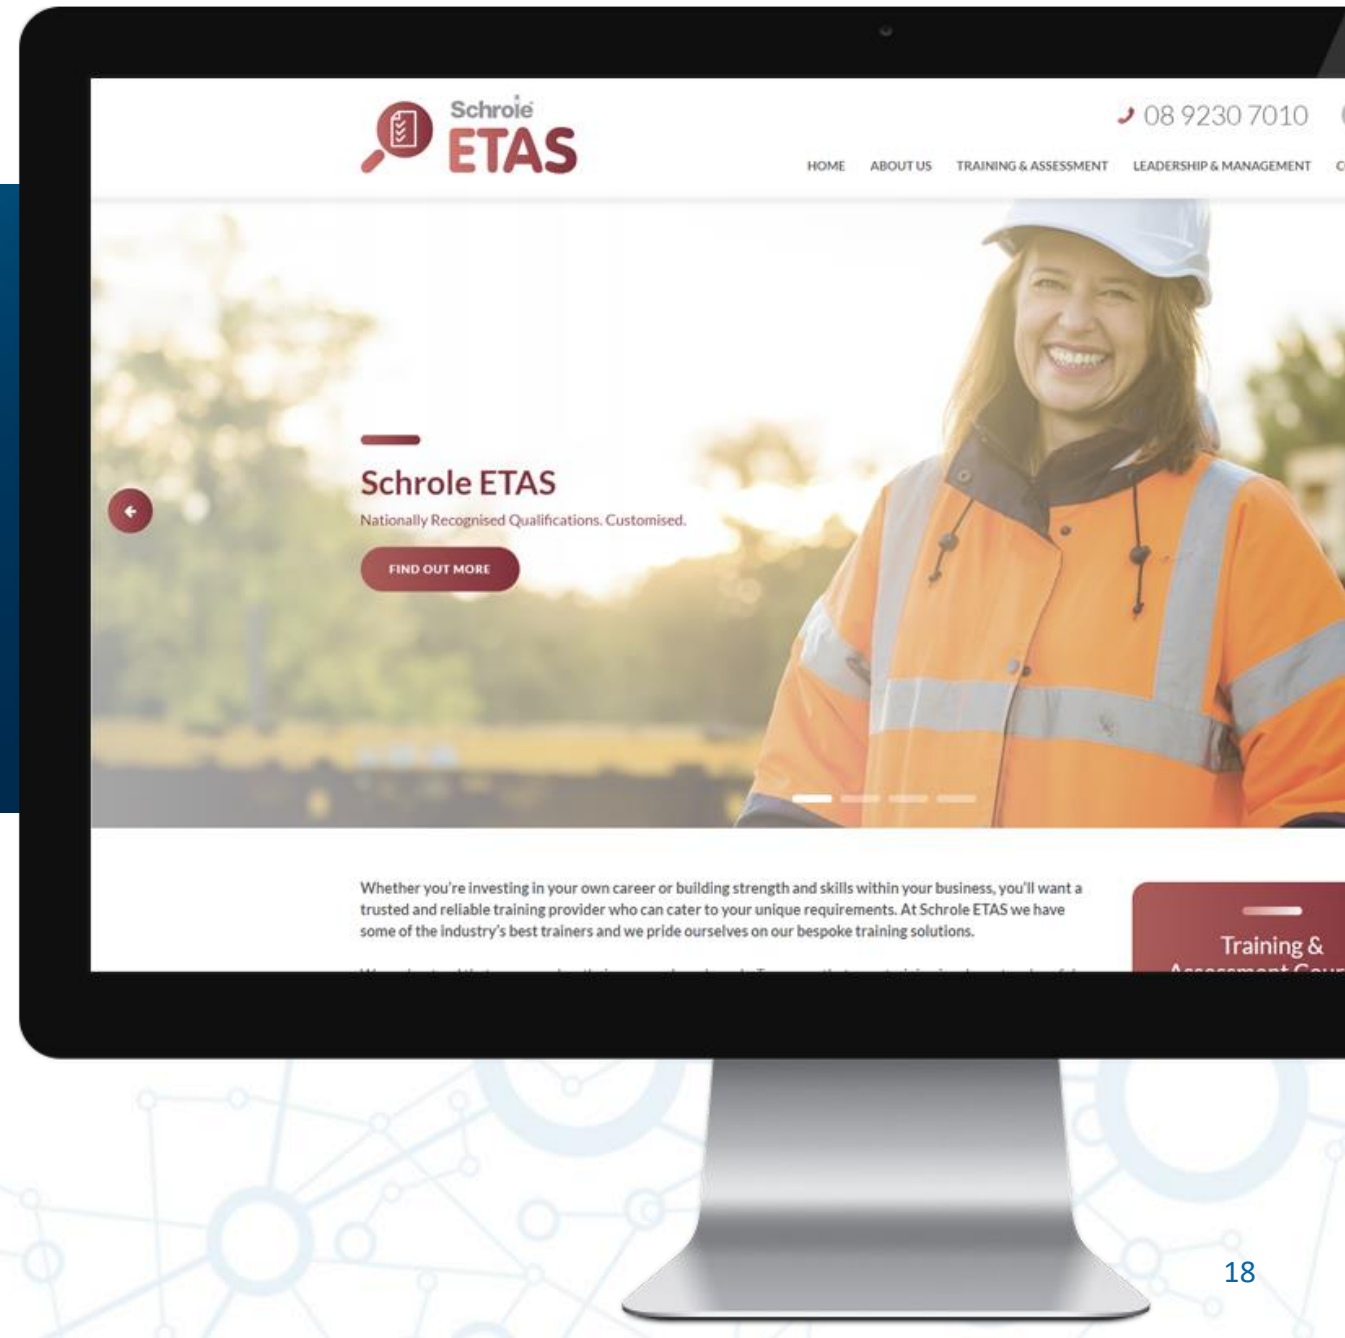 Schrole
ETAS
08 9230 7010
HOME ABOUT US TRAINING & ASSESSMENT LEADERSHIP & MANAGEMENT
Schrole ETAS
Nationally Recognised Qualifications. Customised.
FIND OUT MORE
Whether you're investing in your own career or building strength and skills within your business, you'll want a
trusted and reliable training provider who can cater to your unique requirements. At Schrole ETAS we have
some of the industry's best trainers and we pride ourselves on our bespoke training solutions.
Training &
18